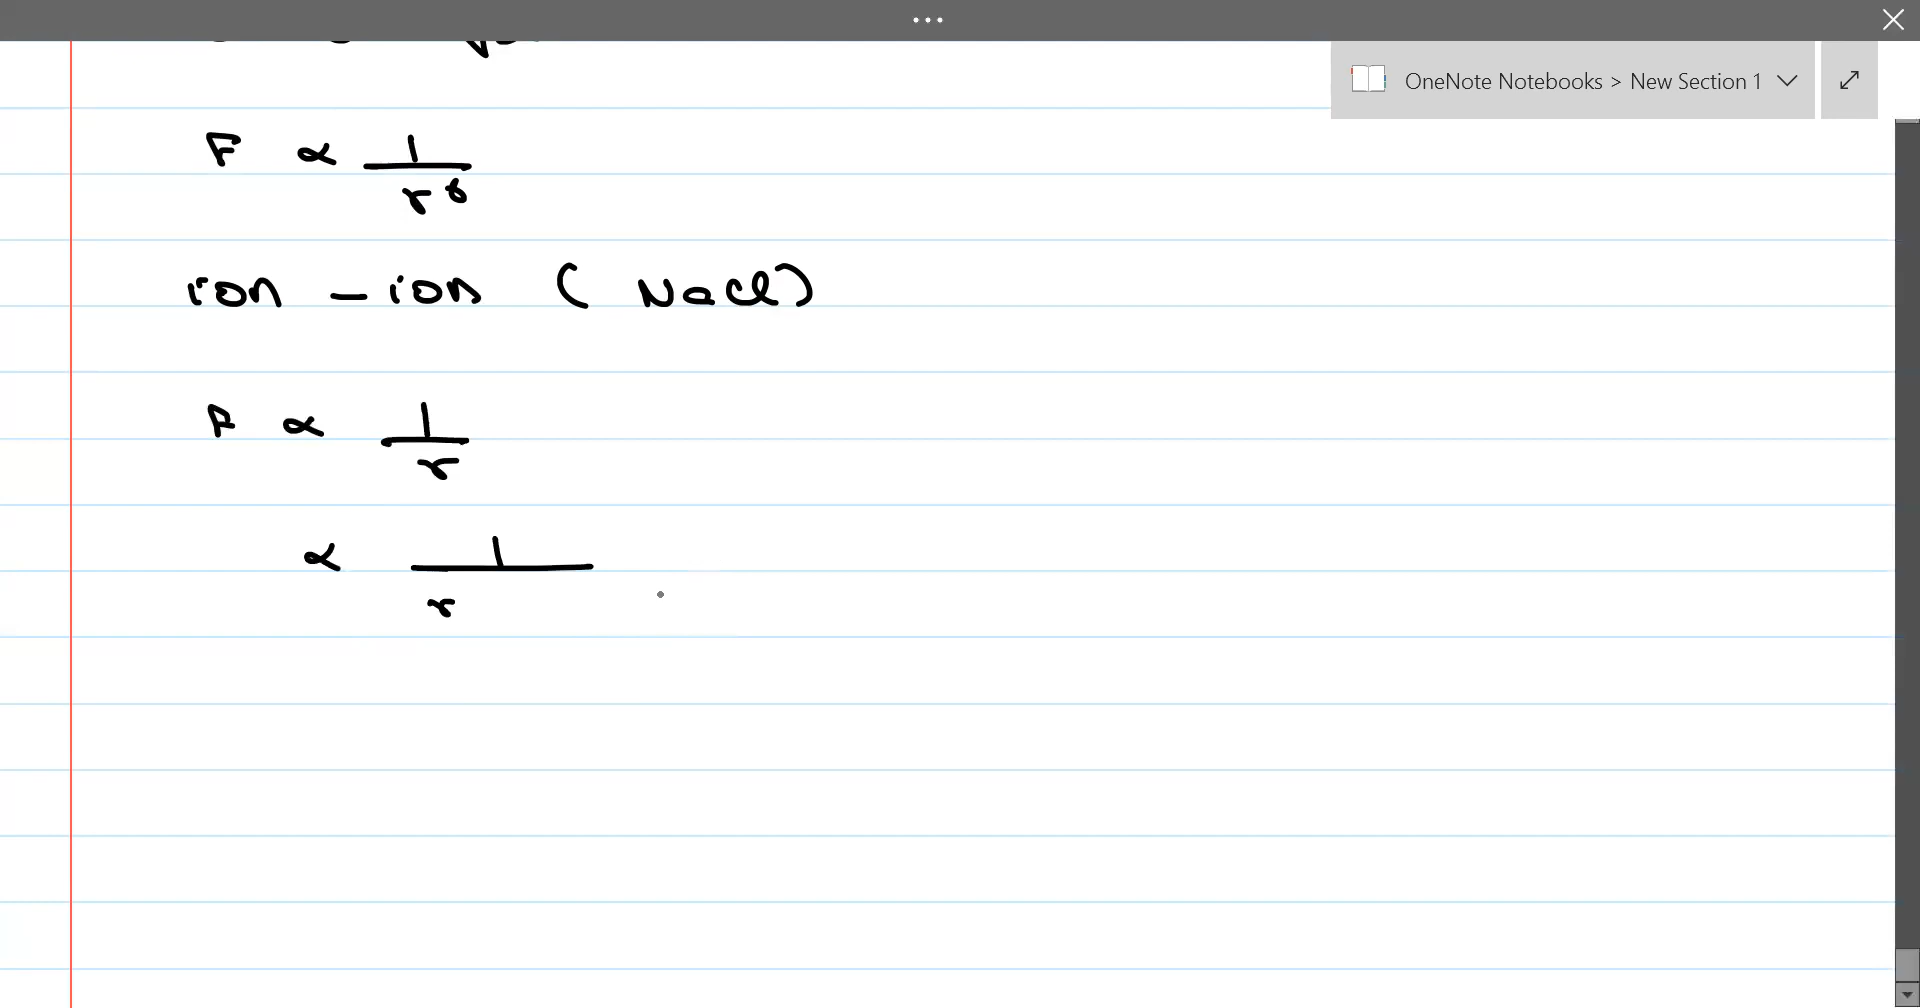 ...
OneNote Notebooks > New Section 1
F ∝ 1/r⁶
ion - ion ( NaCl)
F ∝ 1/r
∝ 1/r